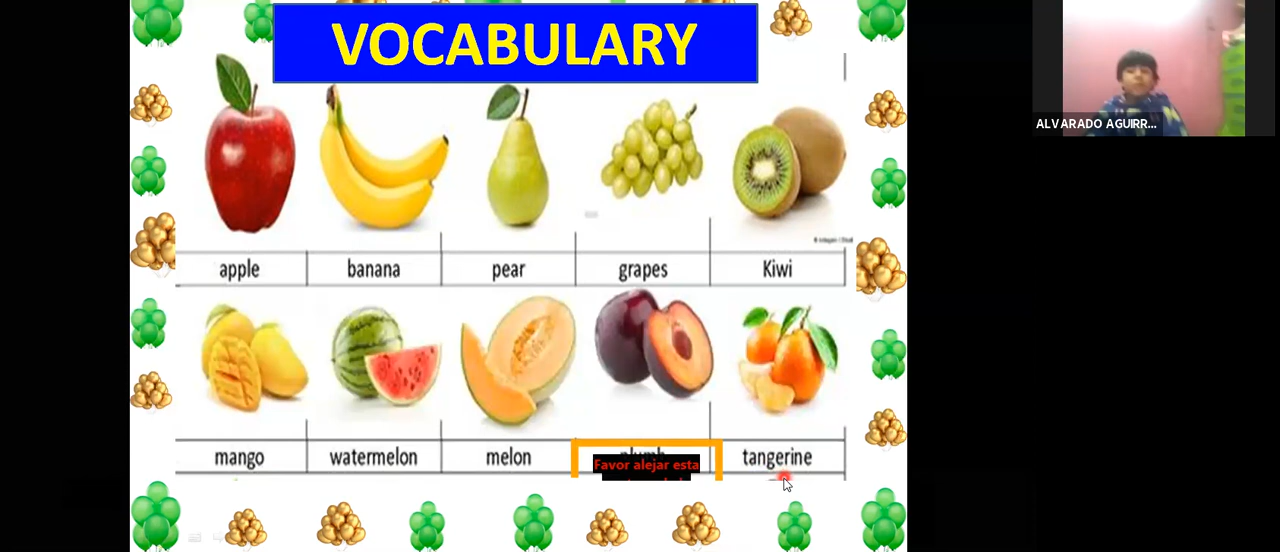 VOCABULARY
ALVARADO AGUIRR...
apple banana pear grapes Kiwi
mango watermelon melon tangerine
Favor alejar esta